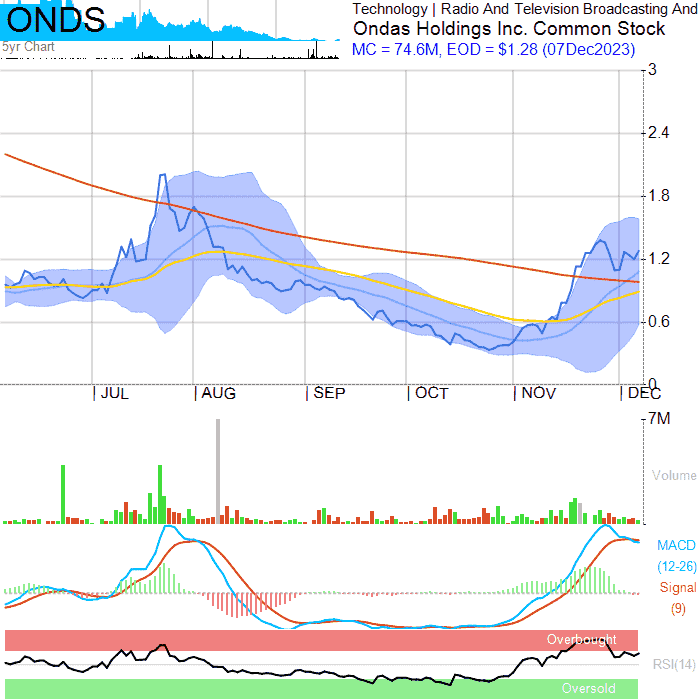 ONDS
5yr Chart
Technology | Radio And Television Broadcasting And
Ondas Holdings Inc. Common Stock
MC = 74.6M, EOD = $1.28 (07Dec2023)
3
2.4
1.8
1.2
0.6
0
JUL AUG SEP OCT NOV DEC
7M
Volume
MACD
(12-26)
Signal
(9)
Overbought
RSI(14)
Oversold